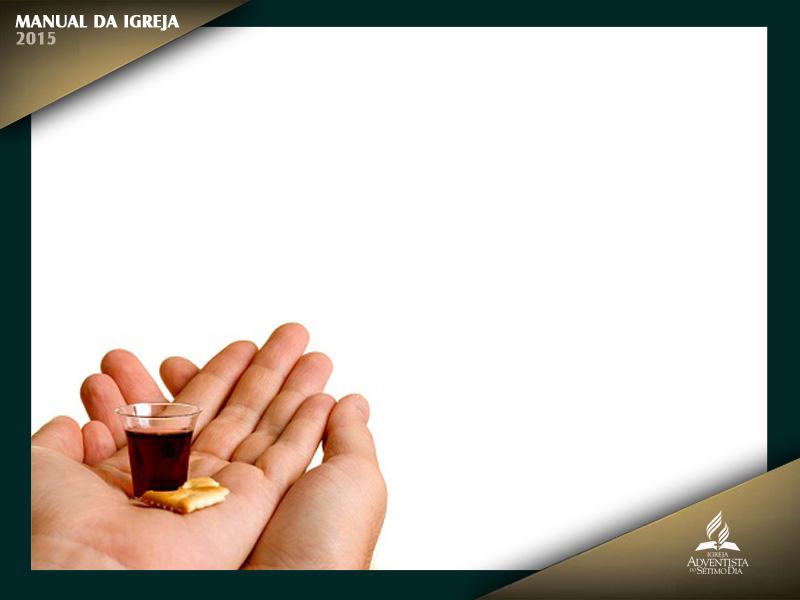 MANUAL DA IGREJA
2015
IGREJA
ADVENTISTA
DO SÉTIMO DIA